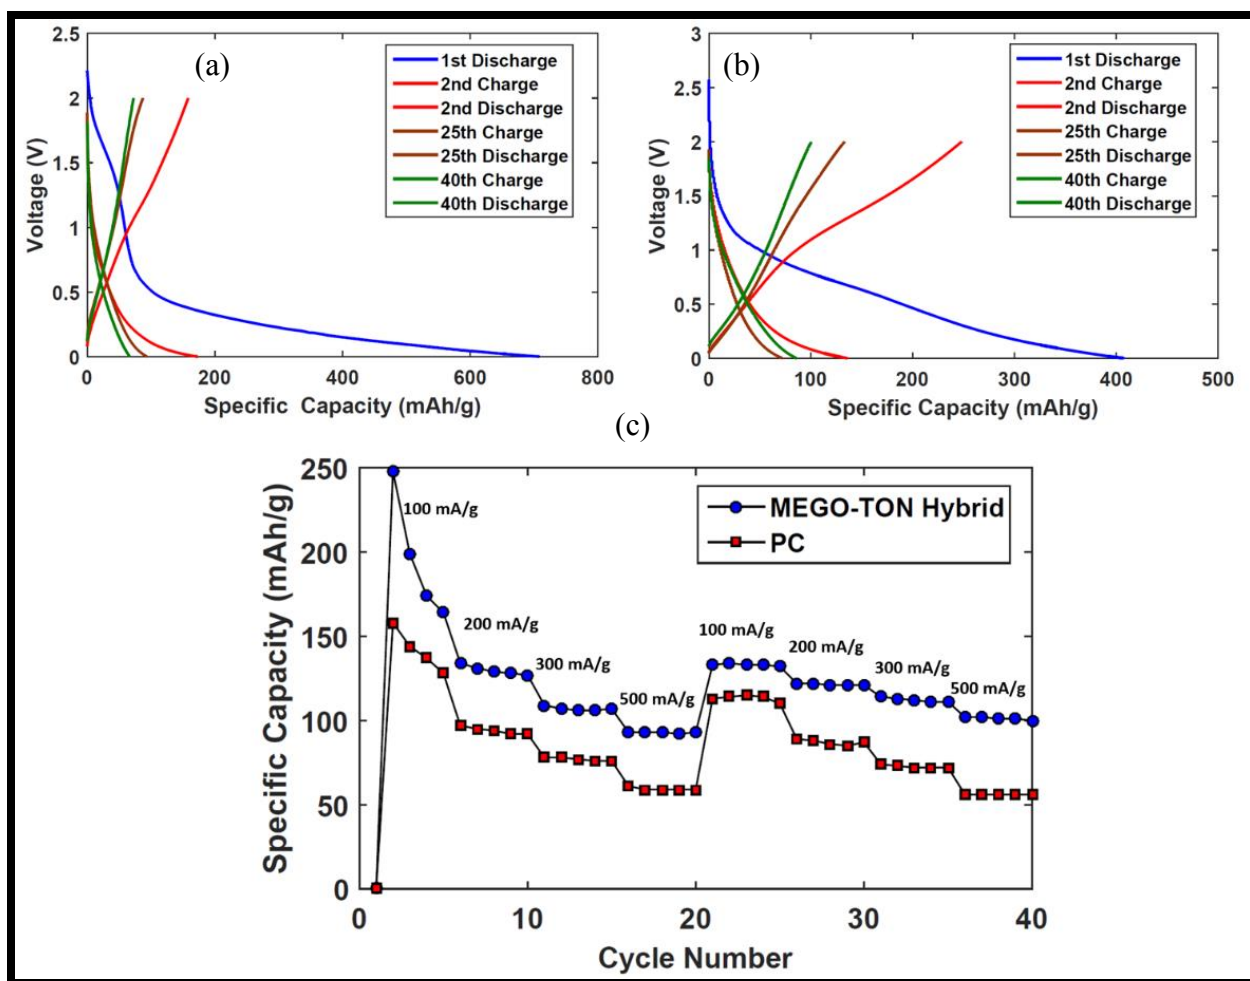 (a)
2.5
2
1.5
1
0.5
0
Voltage (V)
1st Discharge
2nd Charge
2nd Discharge
25th Charge
25th Discharge
40th Charge
40th Discharge
0 200 400 600 800
Specific Capacity (mAh/g)
(b)
3
2.5
2
1.5
1
0.5
0
Voltage (V)
1st Discharge
2nd Charge
2nd Discharge
25th Charge
25th Discharge
40th Charge
40th Discharge
0 100 200 300 400 500
Specific Capacity (mAh/g)
(c)
250
200
150
100
50
0
Specific Capacity (mAh/g)
MEGO-TON Hybrid
PC
100 mA/g
200 mA/g
300 mA/g
500 mA/g
100 mA/g
200 mA/g
300 mA/g
500 mA/g
0 10 20 30 40
Cycle Number